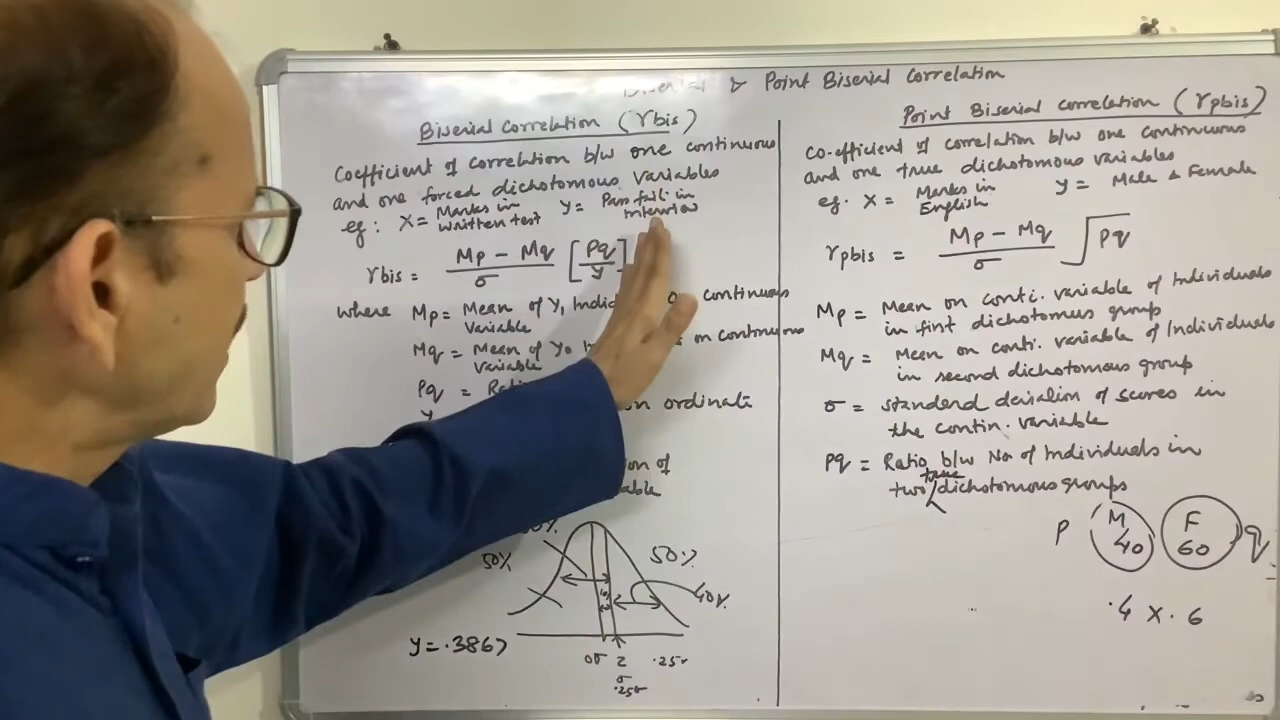 & Point Biserial Correlation
Biserial Correlation (rbis)
Coefficient of correlation b/w one continuous
and one forced dichotomous variables
eg: X = Marks in written test Y = Pass fail in interview
rbis = Mp - Mq / σ [ pq / y ]
where Mp = Mean of Y1 on continuous
variable
Mq = Mean of Y0 on continuous
variable
pq =
y ordinate
of
50%
50%
40%
y = .3867
0σ z .25σ
σ
.25σ
Point Biserial correlation (rpbis)
Co-efficient of correlation b/w one continuous
and one true dichotomous variables
eg. X = Marks in English Y = Male & Female
rpbis = Mp - Mq / σ √pq
Mp = Mean on conti. variable of Individuals
in first dichotomous group
Mq = Mean on conti. variable of Individuals
in second dichotomous group
σ = standard deviation of scores in
the contin. variable
pq = Ratio b/w No of Individuals in
two true dichotomous groups
P M 40 F 60 q
.4 x .6